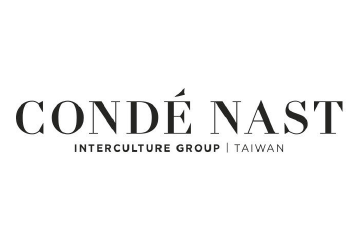 CONDÉ NAST
INTERCULTURE GROUP | TAIWAN